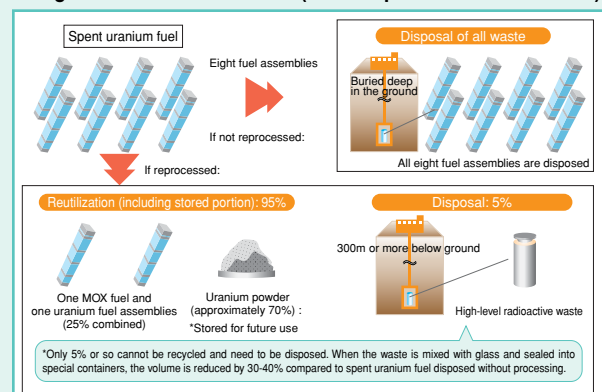 Spent uranium fuel
Eight fuel assemblies
If not reprocessed:
If reprocessed:
Disposal of all waste
Buried deep
in the ground
All eight fuel assemblies are disposed
Reutilization (including stored portion): 95%
One MOX fuel and
one uranium fuel assemblies
(25% combined)
Uranium powder
(approximately 70%) :
*Stored for future use
Disposal: 5%
300m or more below ground
High-level radioactive waste
*Only 5% or so cannot be recycled and need to be disposed. When the waste is mixed with glass and sealed into
special containers, the volume is reduced by 30-40% compared to spent uranium fuel disposed without processing.